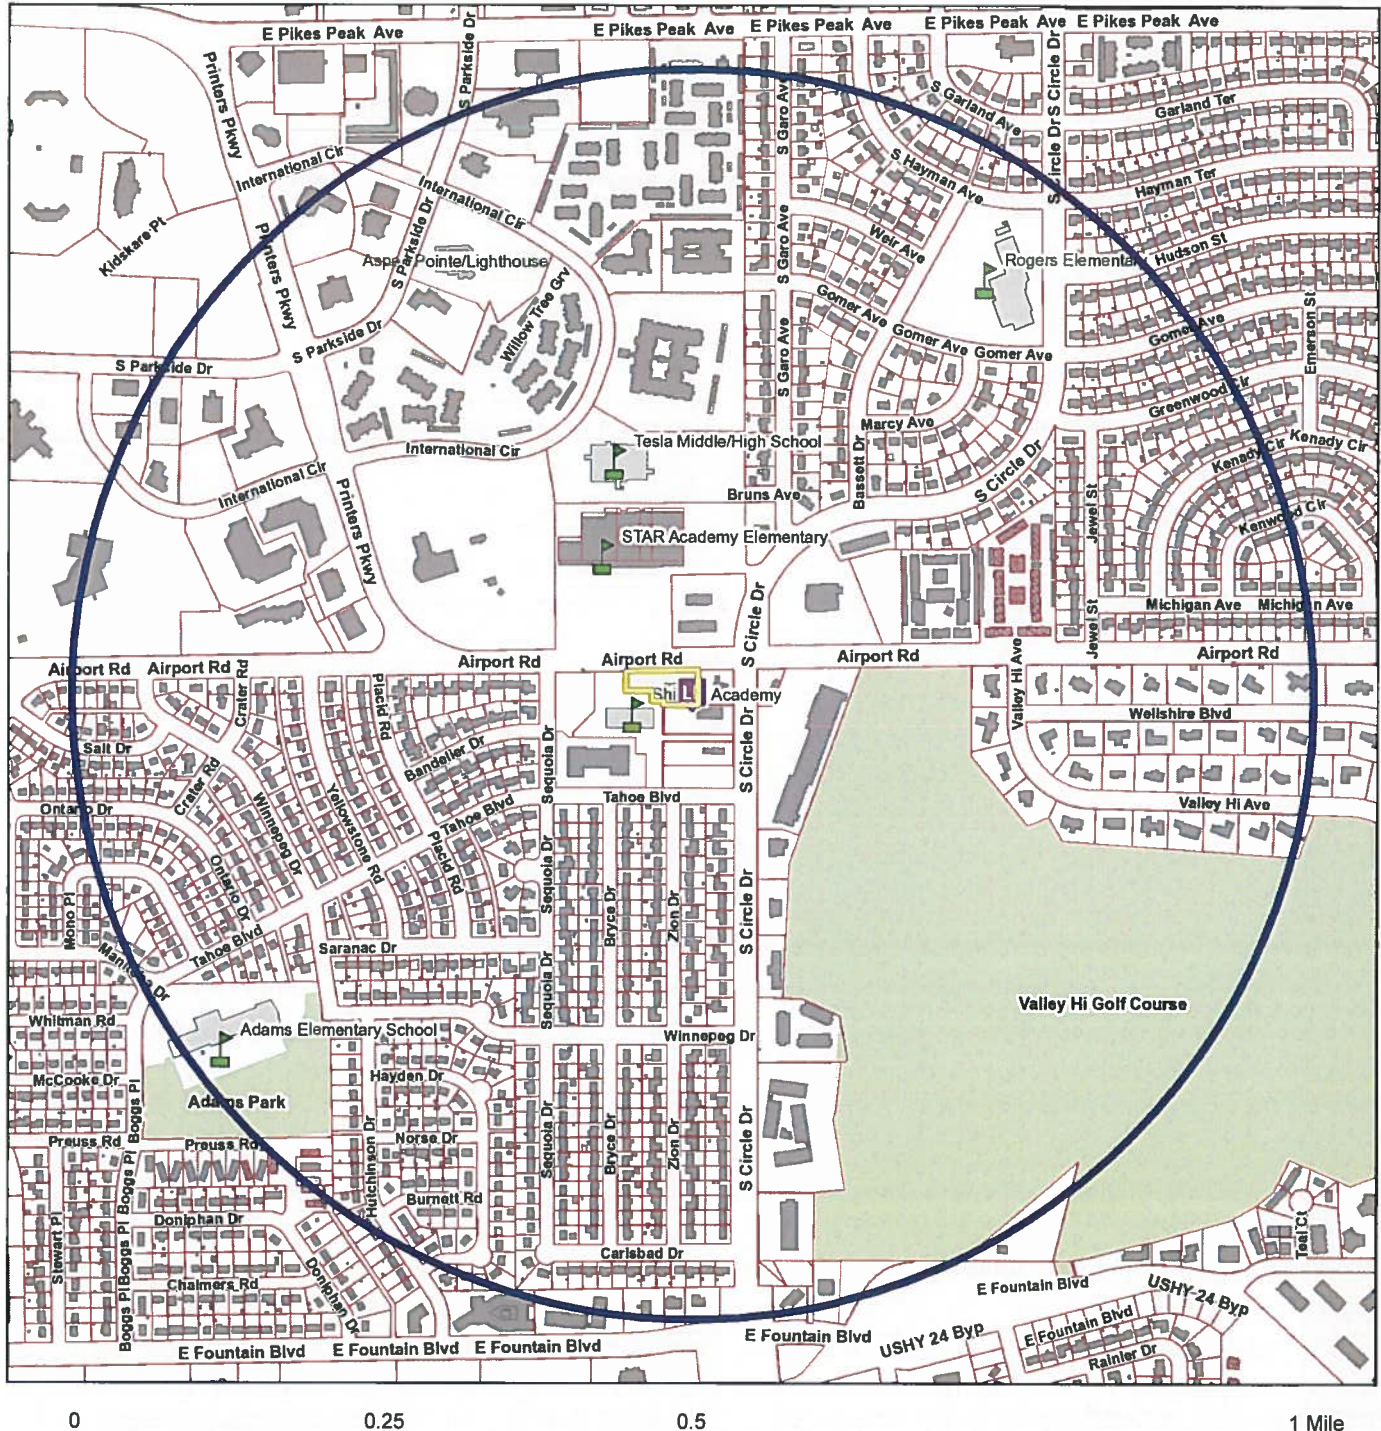 E Pikes Peak Ave
E Pikes Peak Ave
E Pikes Peak Ave
E Pikes Peak Ave
E Pikes Peak Ave
S Parkside Dr
S Circle Dr
Printers Pkwy
S Garo Ave
S Garland Ave
S Circle Dr
Garland Ter
International Cir
International Cir
S Hayman Ave
S Circle Dr
Hayman Ter
Kidskare Pt
Printers Pkwy
S Parkside Dr
S Garo Ave
Weir Ave
Hudson St
Pointe/Lighthouse
Rogers
Willow Tree Grv
Gomer Ave
Gomer Ave
Gomer Ave
Gomer Ave
Emerson St
S Parkside Dr
S Parkside Dr
S Garo Ave
Greenwood Cir
Marcy Ave
Tesla Middle/High School
International Cir
Bassett Dr
S Circle Dr
Kenady Cir
Kenady Cir
International Cir
Bruns Ave
Printers Pkwy
Jewel St
Kenwood Cir
STAR Academy Elementary
S Circle Dr
Jewel St
Michigan Ave
Michigan Ave
Airport Rd
Airport Rd
Airport Rd
Airport Rd
Airport Rd
Airport Rd
Crater Rd
Placid Rd
Academy
Valley Hi Ave
Wellshire Blvd
Salt Dr
Bandelier Dr
Sequoia Dr
S Circle Dr
Crater Rd
Ontario Dr
Winnepeg Dr
Yellowstone Rd
Tahoe Blvd
Tahoe Blvd
Valley Hi Ave
Placid Rd
Ontario Dr
Sequoia Dr
Bryce Dr
Zion Dr
S Circle Dr
Mono Pl
Tahoe Blvd
Saranac Dr
Manitoba Dr
Sequoia Dr
Valley Hi Golf Course
Whitman Rd
Adams Elementary School
Winnepeg Dr
McCooke Dr
Hayden Dr
Adams Park
Boggs Pl
Preuss Rd
Preuss Rd
Norse Dr
Hutchinson Dr
Sequoia Dr
Bryce Dr
Zion Dr
S Circle Dr
Boggs Pl
Burnett Rd
Doniphan Dr
Stewart Pl
Boggs Pl
Teal Ct
Carlsbad Dr
Chalmers Rd
Doniphan Dr
Boggs Pl
E Fountain Blvd
USHY-24 Byp
E Fountain Blvd
E Fountain Blvd
E Fountain Blvd
E Fountain Blvd
USHY 24 Byp
E Fountain Blvd
Rainier Dr
0
0.25
0.5
1 Mile